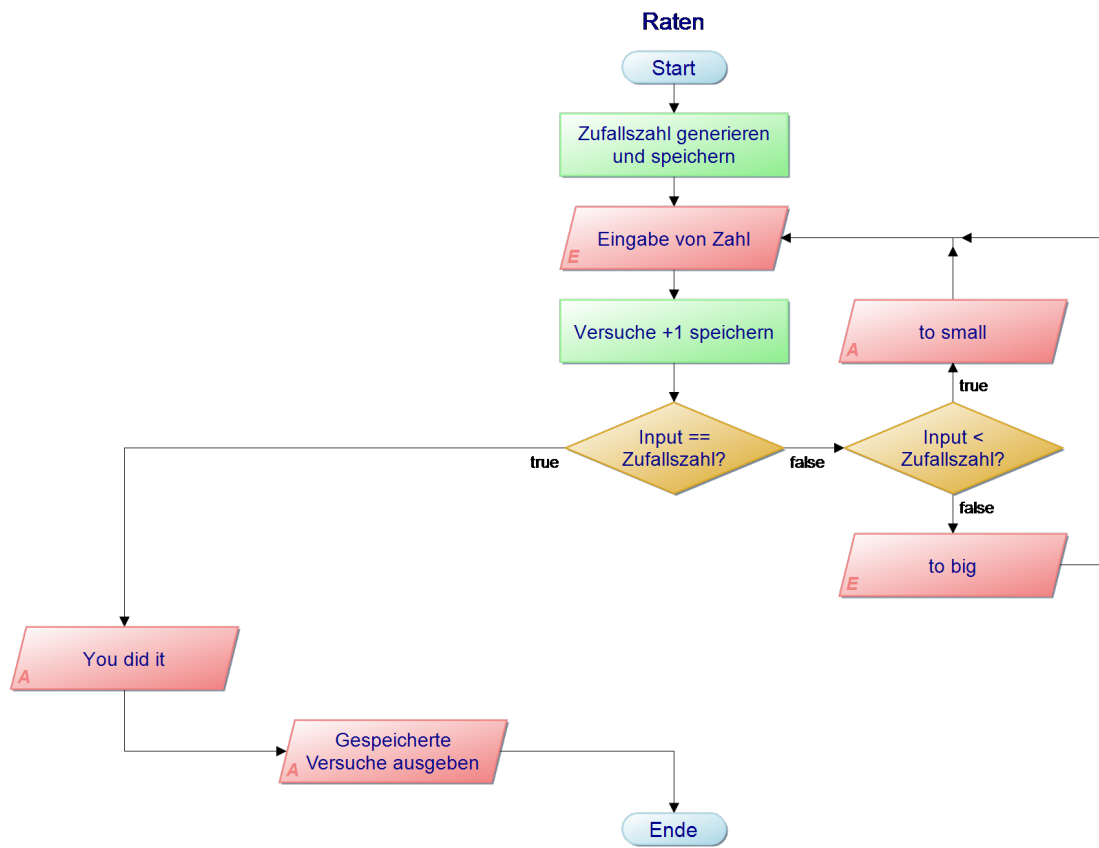 Raten
Start
Zufallszahl generieren
und speichern
Eingabe von Zahl
E
Versuche +1 speichern
to small
A
true
Input ==
Zufallszahl?
true
false
Input <
Zufallszahl?
false
to big
E
You did it
A
Gespeicherte
Versuche ausgeben
A
Ende